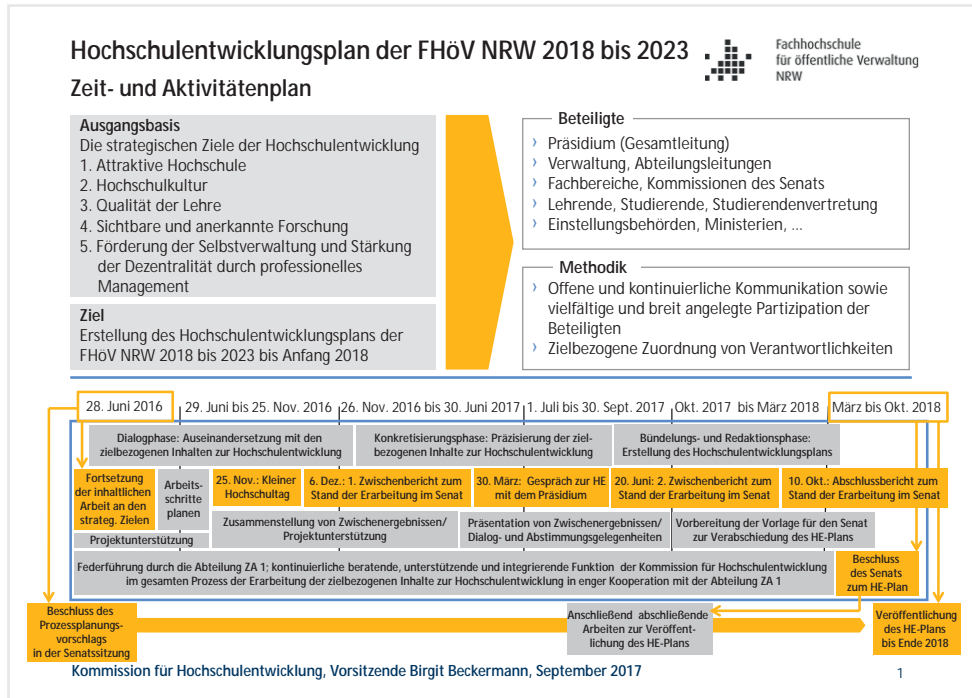 Hochschulentwicklungsplan der FHöV NRW 2018 bis 2023
Zeit- und Aktivitätenplan
Fachhochschule
für öffentliche Verwaltung
NRW
Ausgangsbasis
Die strategischen Ziele der Hochschulentwicklung
1. Attraktive Hochschule
2. Hochschulkultur
3. Qualität der Lehre
4. Sichtbare und anerkannte Forschung
5. Förderung der Selbstverwaltung und Stärkung
der Dezentralität durch professionelles
Management
Ziel
Erstellung des Hochschulentwicklungsplans der
FHöV NRW 2018 bis 2023 bis Anfang 2018
Beteiligte
› Präsidium (Gesamtleitung)
› Verwaltung, Abteilungsleitungen
› Fachbereiche, Kommissionen des Senats
› Lehrende, Studierende, Studierendenvertretung
› Einstellungsbehörden, Ministerien, ...
Methodik
› Offene und kontinuierliche Kommunikation sowie
vielfältige und breit angelegte Partizipation der
Beteiligten
› Zielbezogene Zuordnung von Verantwortlichkeiten
28. Juni 2016
29. Juni bis 25. Nov. 2016
26. Nov. 2016 bis 30. Juni 2017
1. Juli bis 30. Sept. 2017
Okt. 2017 bis März 2018
März bis Okt. 2018
Dialogphase: Auseinandersetzung mit den
zielbezogenen Inhalten zur Hochschulentwicklung
Konkretisierungsphase: Präzisierung der ziel-
bezogenen Inhalte zur Hochschulentwicklung
Bündelungs- und Redaktionsphase:
Erstellung des Hochschulentwicklungsplans
Fortsetzung
der inhaltlichen
Arbeit an den
strateg. Zielen
Arbeits-
schritte
planen
25. Nov.: Kleiner
Hochschultag
6. Dez.: 1. Zwischenbericht zum
Stand der Erarbeitung im Senat
30. März: Gespräch zur HE
mit dem Präsidium
20. Juni: 2. Zwischenbericht zum
Stand der Erarbeitung im Senat
10. Okt.: Abschlussbericht zum
Stand der Erarbeitung im Senat
Projektunterstützung
Zusammenstellung von Zwischenergebnissen/
Projektunterstützung
Präsentation von Zwischenergebnissen/
Dialog- und Abstimmungsgelegenheiten
Vorbereitung der Vorlage für den Senat
zur Verabschiedung des HE-Plans
Federführung durch die Abteilung ZA 1; kontinuierliche beratende, unterstützende und integrierende Funktion der Kommission für Hochschulentwicklung
im gesamten Prozess der Erarbeitung der zielbezogenen Inhalte zur Hochschulentwicklung in enger Kooperation mit der Abteilung ZA 1
Beschluss
des Senats
zum HE-Plan
Beschluss des
Prozessplanungs-
vorschlags
in der Senatssitzung
Anschließend abschließende
Arbeiten zur Veröffent-
lichung des HE-Plans
Veröffentlichung
des HE-Plans
bis Ende 2018
Kommission für Hochschulentwicklung, Vorsitzende Birgit Beckermann, September 2017
1